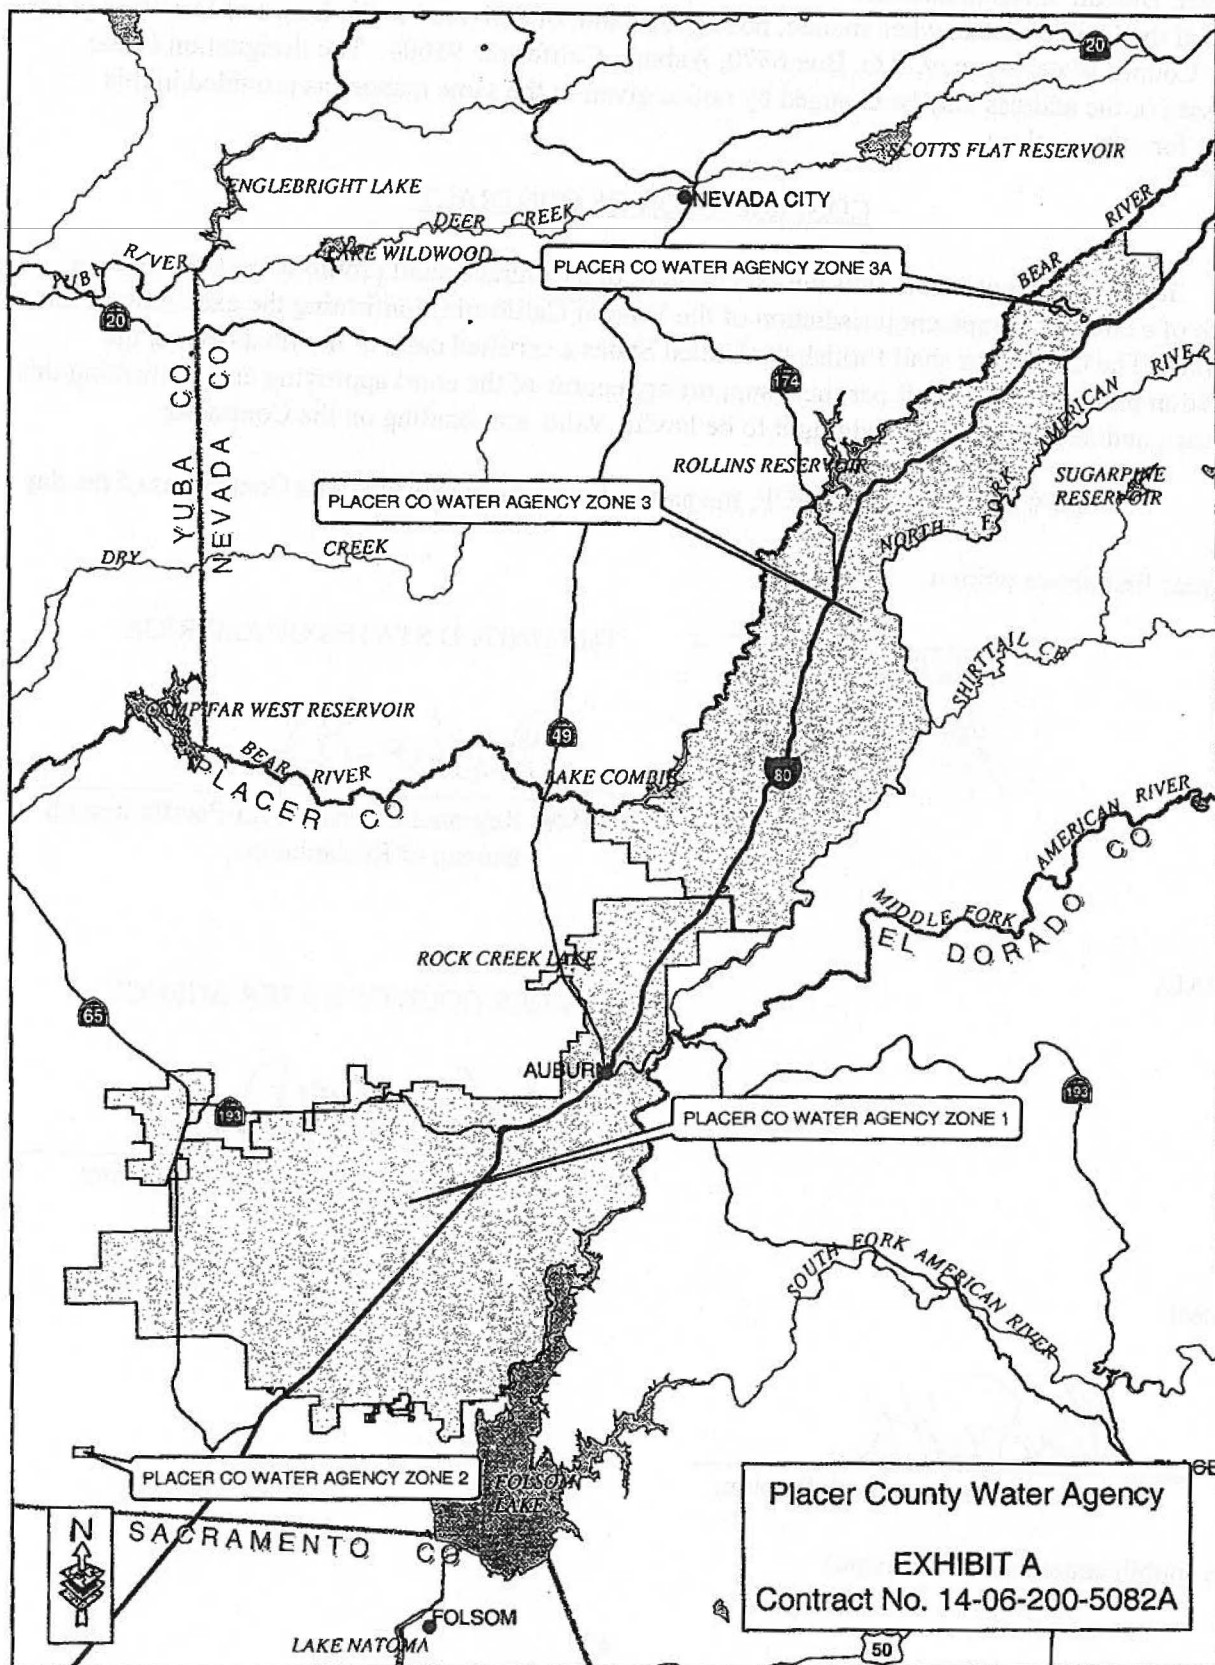 20
SCOTTS FLAT RESERVOIR
ENGLEBRIGHT LAKE
NEVADA CITY
DEER CREEK
RIVER
LAKE WILDWOOD
YUBA RIVER
PLACER CO WATER AGENCY ZONE 3A
BEAR
20
174
AMERICAN RIVER
YUBA CO.
NEVADA CO
ROLLINS RESERVOIR
SUGARPINE
RESERVOIR
PLACER CO WATER AGENCY ZONE 3
NORTH FORK
DRY CREEK
SHIRTTAIL CR
CAMP FAR WEST RESERVOIR
49
BEAR RIVER
LAKE COMBIE
80
PLACER CO
AMERICAN RIVER
MIDDLE FORK
EL DORADO CO
ROCK CREEK LAKE
65
AUBURN
193
193
PLACER CO WATER AGENCY ZONE 1
SOUTH FORK AMERICAN RIVER
PLACER CO WATER AGENCY ZONE 2
FOLSOM
LAKE
Placer County Water Agency
N
SACRAMENTO CO
EXHIBIT A
Contract No. 14-06-200-5082A
FOLSOM
LAKE NATOMA
50